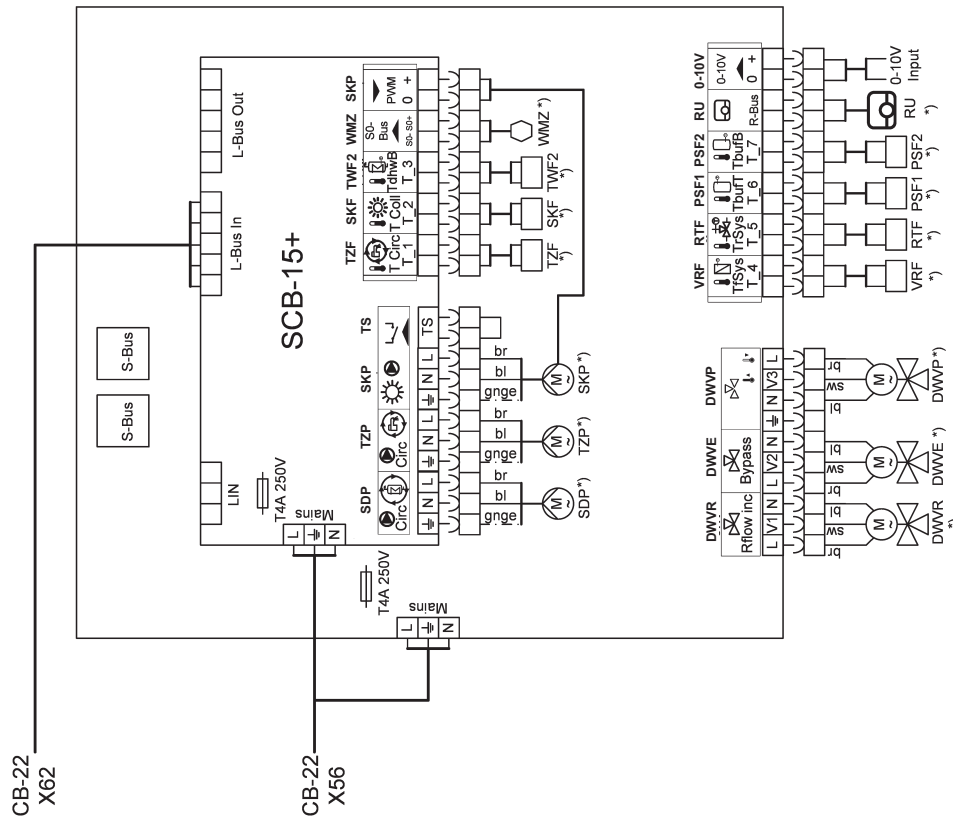 CB-22
X62
CB-22
X56
S-Bus
S-Bus
SCB-15+
L-Bus Out
L-Bus In
LIN
T4A 250V
Mains
L
N
T4A 250V
Mains
L
N
SKP
PWM
0 +
WMZ
S0-
Bus
S0- S0+
TWF2
TdhwB
T_3
SKF
T_Coll
T_2
TZF
T_Circ
T_1
WMZ *)
TWF2
*)
SKF
*)
TZF
*)
TS
TS
SKP
L
N
TZP
Circ
L
N
SDP
Circ
L
N
br
bl
gnge
br
bl
gnge
br
bl
gnge
M
~
SKP*)
M
~
TZP*)
M
~
SDP*)
0-10V
0-10V
0 +
RU
R-Bus
PSF2
TbufB
T_7
PSF1
TbufT
T_6
RTF
TrSys
T_5
VRF
TfSys
T_4
0-10V
Input
RU
*)
PSF2
*)
PSF1
*)
RTF
*)
VRF
*)
DWVP
L
V3
N
DWVE
Bypass
N
V2
L
DWVR
Rflow inc
N
V1
L
br
sw
bl
bl
sw
br
bl
sw
br
M
~
DWVP*)
M
~
DWVE *)
M
~
DWVR
*)